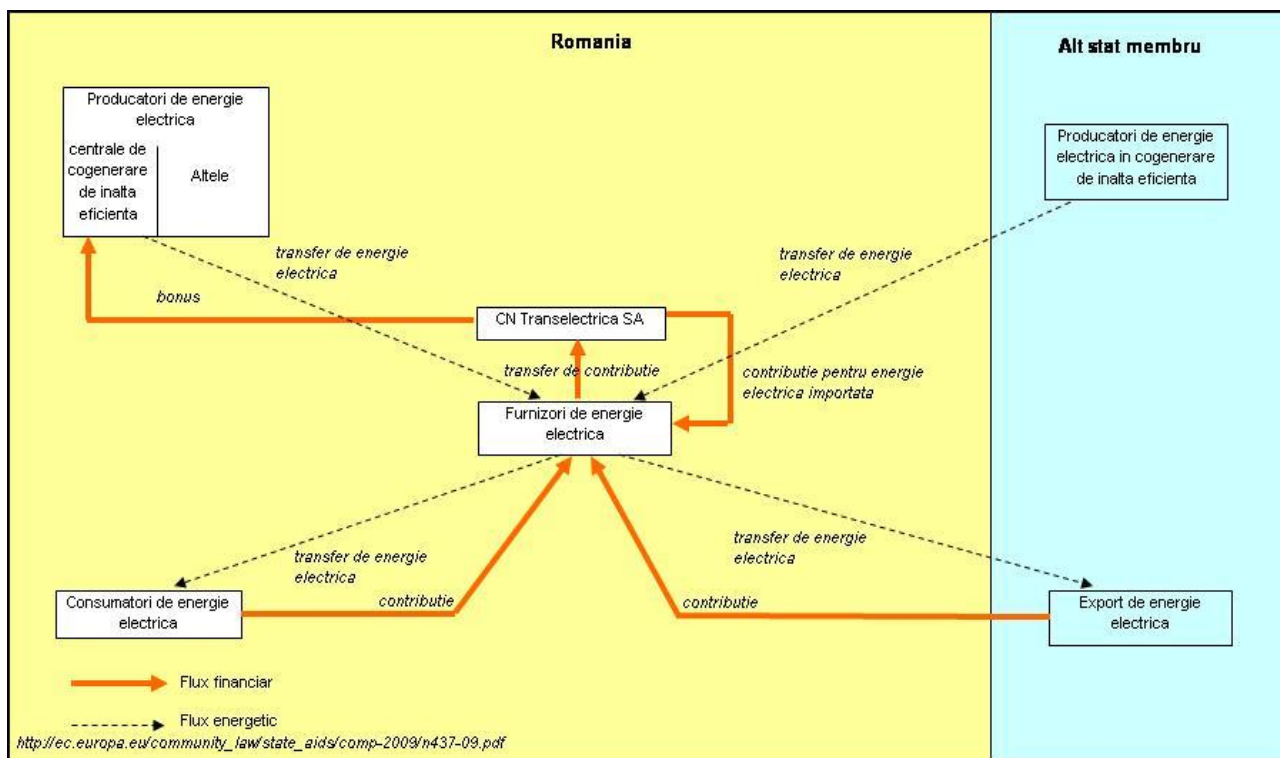 Romania
Alt stat membru
Producatori de energie
electrica
centrale de
cogenerare
de inalta
eficienta
Altele
Producatori de energie
electrica in cogenerare
de inalta eficienta
transfer de energie
electrica
transfer de energie
electrica
bonus
CN Transelectrica SA
transfer de contributie
contributie pentru energie
electrica importata
Furnizori de energie
electrica
transfer de energie
electrica
transfer de energie
electrica
Consumatori de energie
electrica
contributie
contributie
Export de energie
electrica
Flux financiar
Flux energetic
http://ec.europa.eu/community_law/state_aids/comp-2009/n437-09.pdf